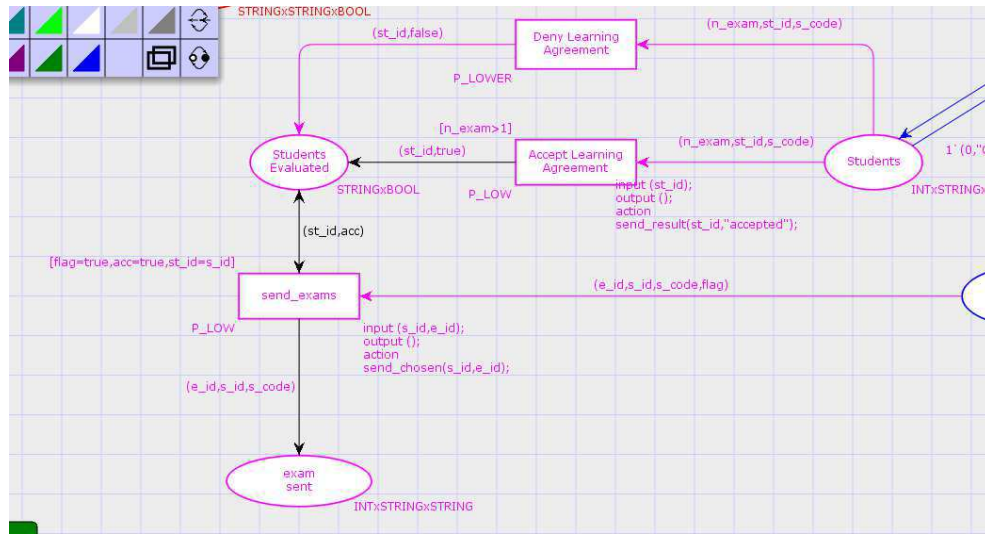 STRINGxSTRINGxBOOL
(st_id,false)
Deny Learning
Agreement
(n_exam,st_id,s_code)
P_LOWER
[n_exam>1]
Students
Evaluated
(st_id,true)
Accept Learning
Agreement
(n_exam,st_id,s_code)
Students
1`(0,"
STRINGxBOOL
P_LOW
input (st_id);
output ();
action
send_result(st_id,"accepted");
INTxSTRINGx
(st_id,acc)
[flag=true,acc=true,st_id=s_id]
send_exams
(e_id,s_id,s_code,flag)
P_LOW
input (s_id,e_id);
output ();
action
send_chosen(s_id,e_id);
(e_id,s_id,s_code)
exam
sent
INTxSTRINGxSTRING